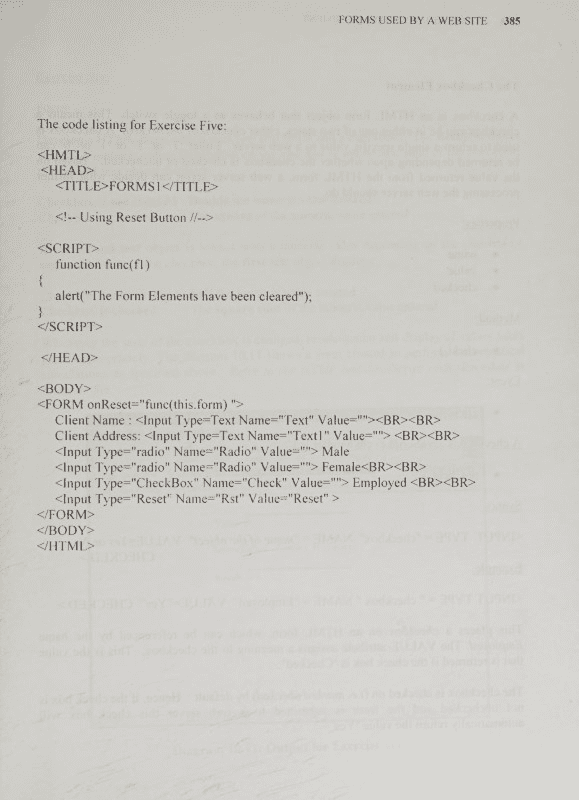 FORMS USED BY A WEB SITE 385
The code listing for Exercise Five:
<HMTL>
<HEAD>
<TITLE>FORMS1</TITLE>
<!-- Using Reset Button //-->
<SCRIPT>
function func(f1)
{
alert("The Form Elements have been cleared");
}
</SCRIPT>
</HEAD>
<BODY>
<FORM onReset="func(this.form) ">
Client Name : <Input Type=Text Name="Text" Value=""><BR><BR>
Client Address: <Input Type=Text Name="Text1" Value=""> <BR><BR>
<Input Type="radio" Name="Radio" Value=""> Male
<Input Type="radio" Name="Radio" Value=""> Female<BR><BR>
<Input Type="CheckBox" Name="Check" Value=""> Employed <BR><BR>
<Input Type="Reset" Name="Rst" Value="Reset" >
</FORM>
</BODY>
</HTML>